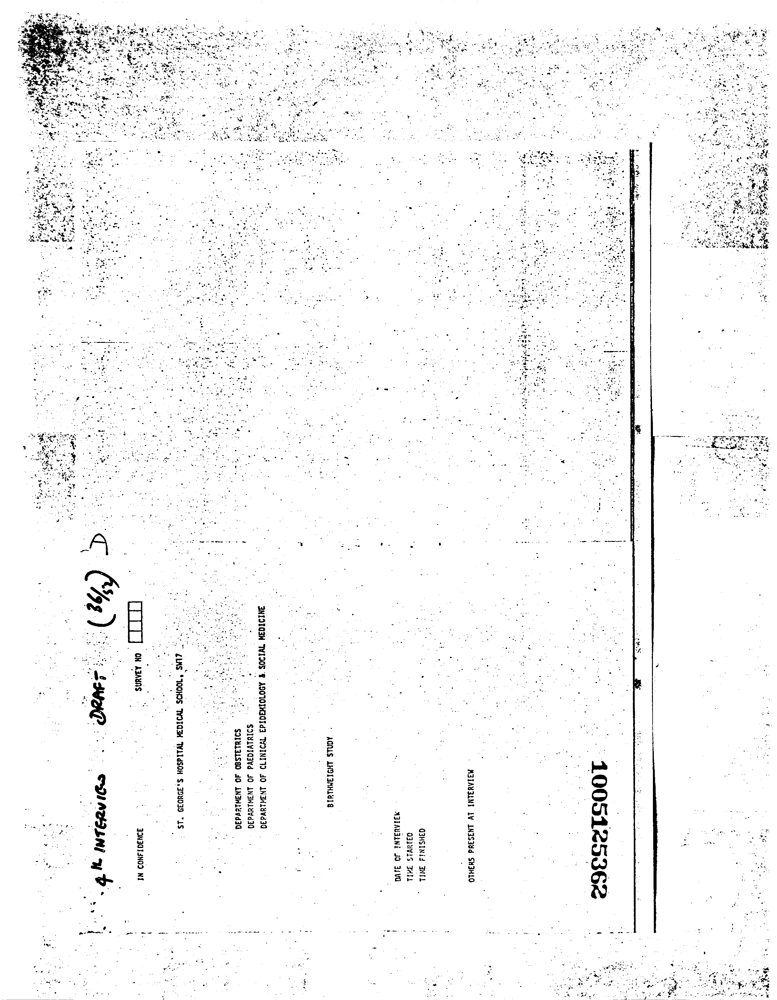 4th INTERVIEW DRAFT (36/52) D
IN CONFIDENCE SURVEY NO
ST. GEORGE'S HOSPITAL MEDICAL SCHOOL, SW17
DEPARTMENT OF OBSTETRICS
DEPARTMENT OF PAEDIATRICS
DEPARTMENT OF CLINICAL EPIDEMIOLOGY & SOCIAL MEDICINE
BIRTHWEIGHT STUDY
DATE OF INTERVIEW
TIME STARTED
TIME FINISHED
OTHERS PRESENT AT INTERVIEW
1005125362